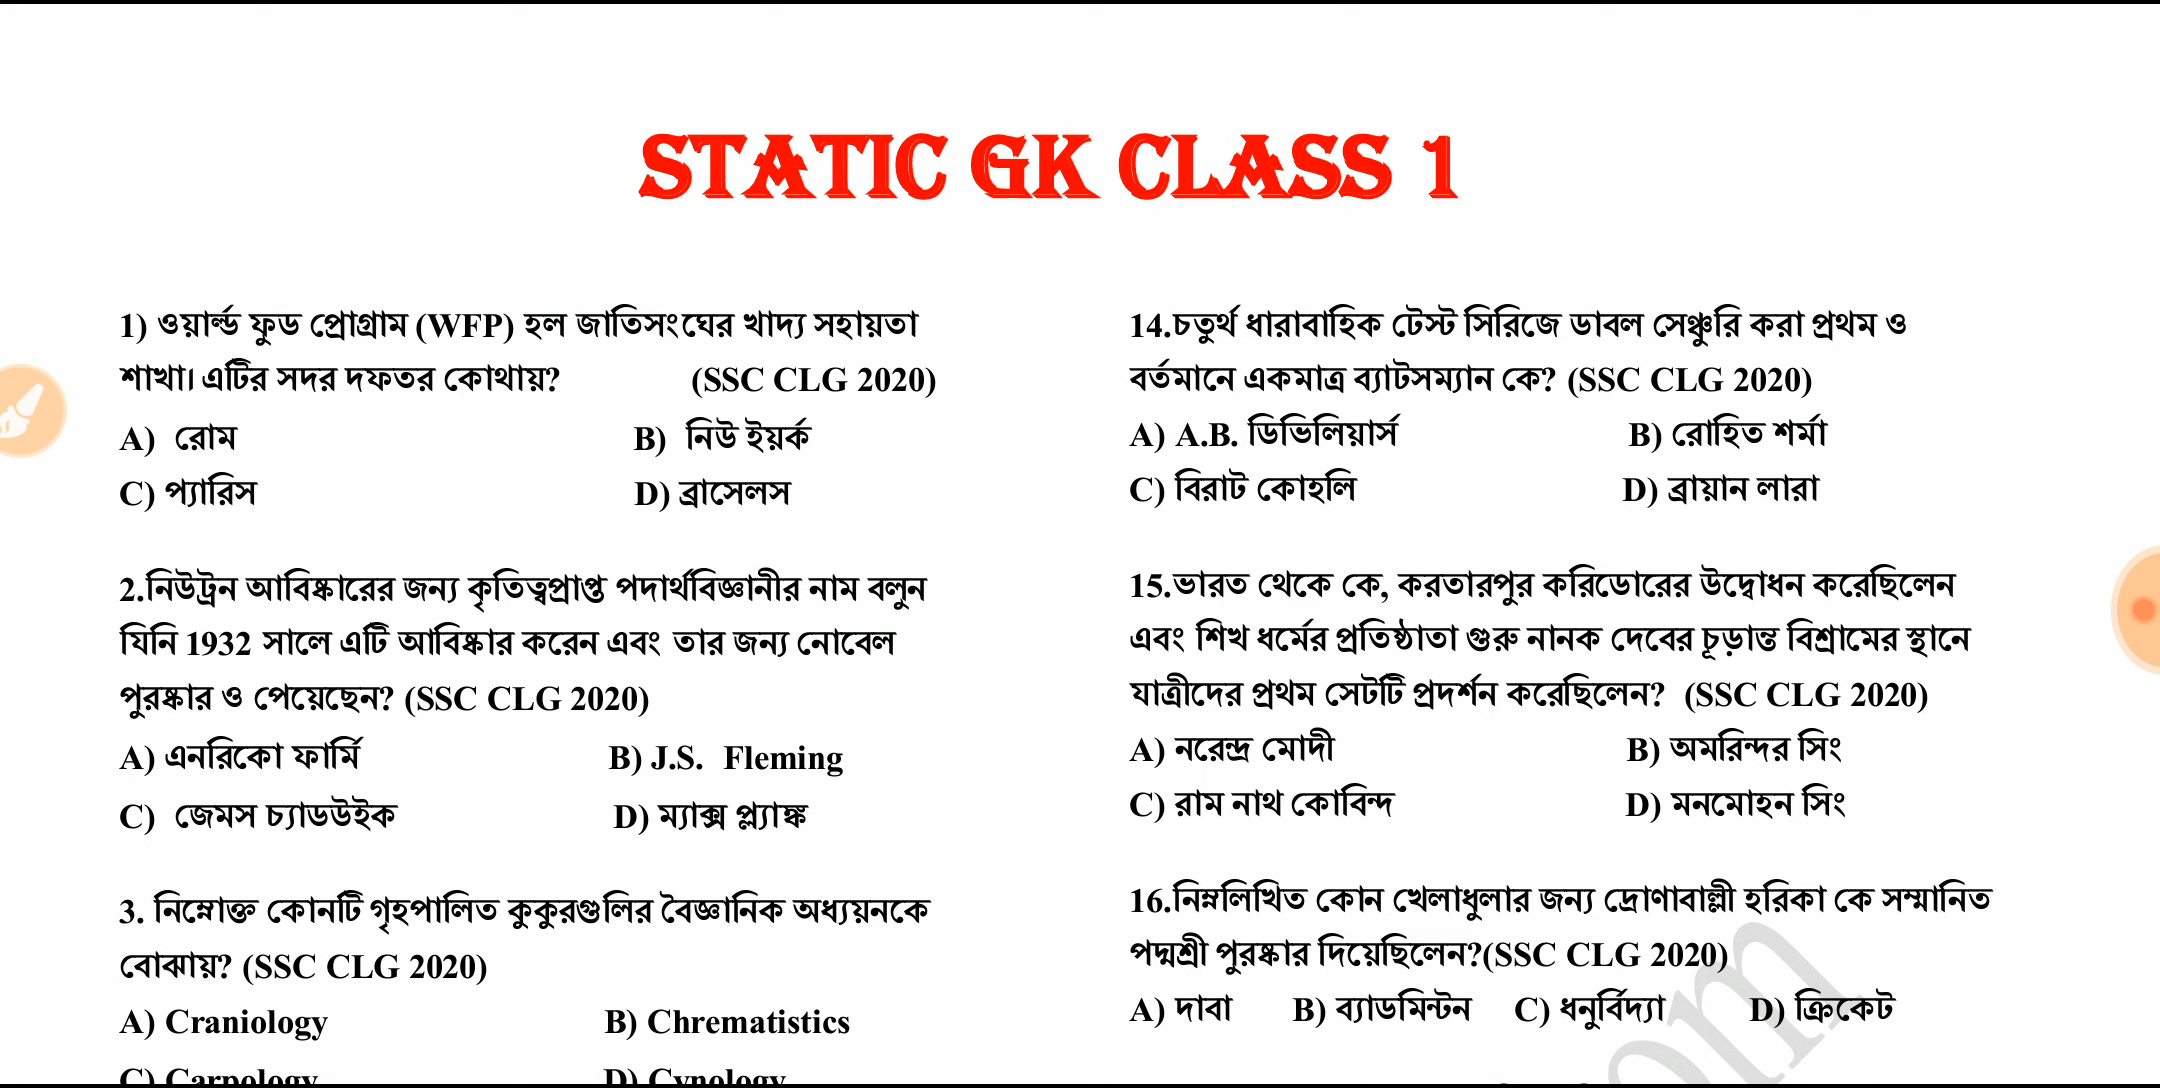 STATIC GK CLASS 1
1) ওয়ার্ল্ড ফুড প্রোগ্রাম (WFP) হল জাতিসংঘের খাদ্য সহায়তা
শাখা। এটির সদর দফতর কোথায়? (SSC CLG 2020)
A) রোম B) নিউ ইয়র্ক
C) প্যারিস D) ব্রাসেলস
2.নিউট্রন আবিষ্কারের জন্য কৃতিত্বপ্রাপ্ত পদার্থবিজ্ঞানীর নাম বলুন
যিনি 1932 সালে এটি আবিষ্কার করেন এবং তার জন্য নোবেল
পুরষ্কার ও পেয়েছেন? (SSC CLG 2020)
A) এনরিকো ফার্মি B) J.S. Fleming
C) জেমস চ্যাডউইক D) ম্যাক্স প্ল্যাঙ্ক
3. নিম্নোক্ত কোনটি গৃহপালিত কুকুরগুলির বৈজ্ঞানিক অধ্যয়নকে
বোঝায়? (SSC CLG 2020)
A) Craniology B) Chrematistics
C) Carpology D) Cynology
14.চতুর্থ ধারাবাহিক টেস্ট সিরিজে ডাবল সেঞ্চুরি করা প্রথম ও
বর্তমানে একমাত্র ব্যাটসম্যান কে? (SSC CLG 2020)
A) A.B. ডিভিলিয়ার্স B) রোহিত শর্মা
C) বিরাট কোহলি D) ব্রায়ান লারা
15.ভারত থেকে কে, করতারপুর করিডোরের উদ্বোধন করেছিলেন
এবং শিখ ধর্মের প্রতিষ্ঠাতা গুরু নানক দেবের চূড়ান্ত বিশ্রামের স্থানে
যাত্রীদের প্রথম সেটটি প্রদর্শন করেছিলেন? (SSC CLG 2020)
A) নরেন্দ্র মোদী B) অমরিন্দর সিং
C) রাম নাথ কোবিন্দ D) মনমোহন সিং
16.নিম্নলিখিত কোন খেলাধুলার জন্য দ্রোণাবাল্লী হরিকা কে সম্মানিত
পদ্মশ্রী পুরষ্কার দিয়েছিলেন?(SSC CLG 2020)
A) দাবা B) ব্যাডমিন্টন C) ধনুর্বিদ্যা D) ক্রিকেট